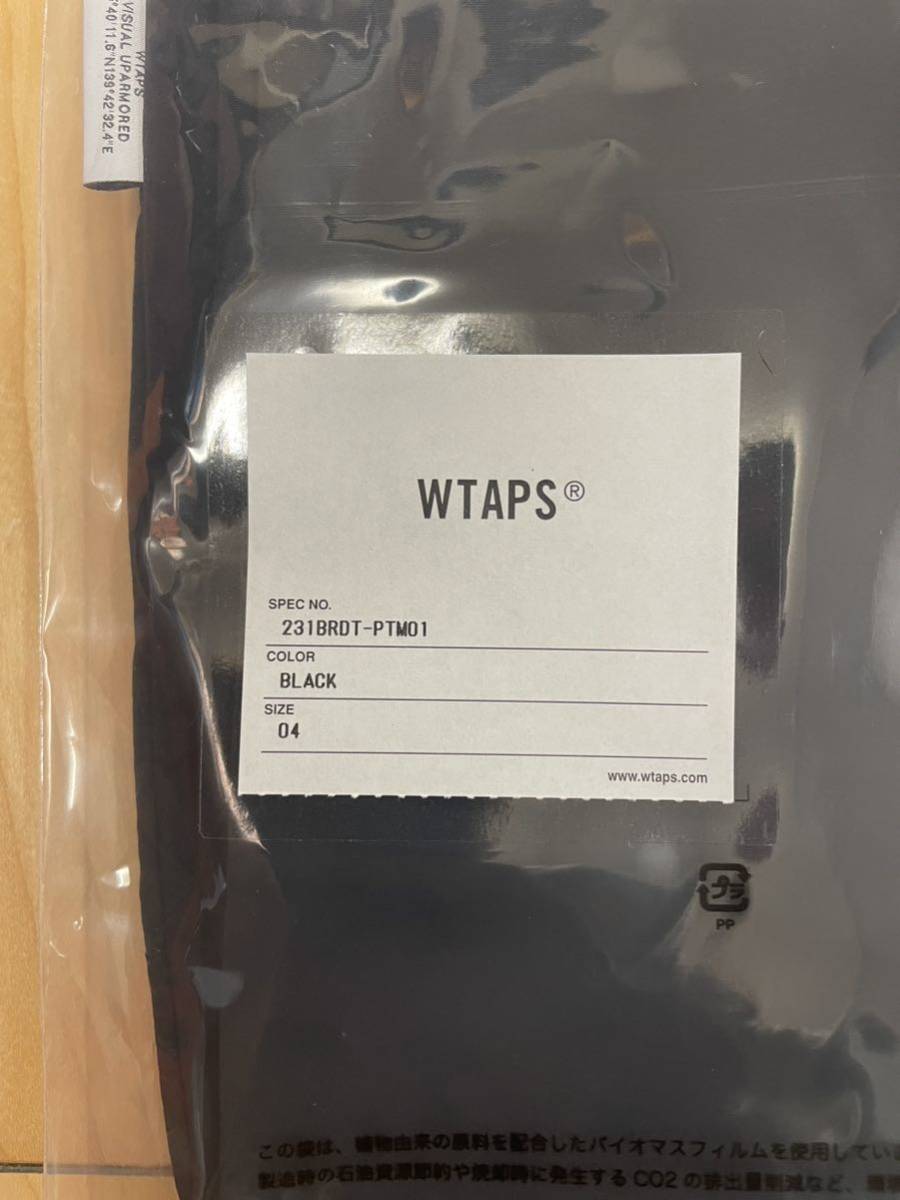 WTAPS
VISUAL UPARMORED
°40'11.6"N139°42'32.4"E
WTAPS®
SPEC NO.
231BRDT-PTM01
COLOR
BLACK
SIZE
04
www.wtaps.com
プラ
PP
この袋は、植物由来の原料を配合したバイオマスフィルムを使用してい
製造時の石油資源節約や焼却時に発生するCO2の排出量削減など、